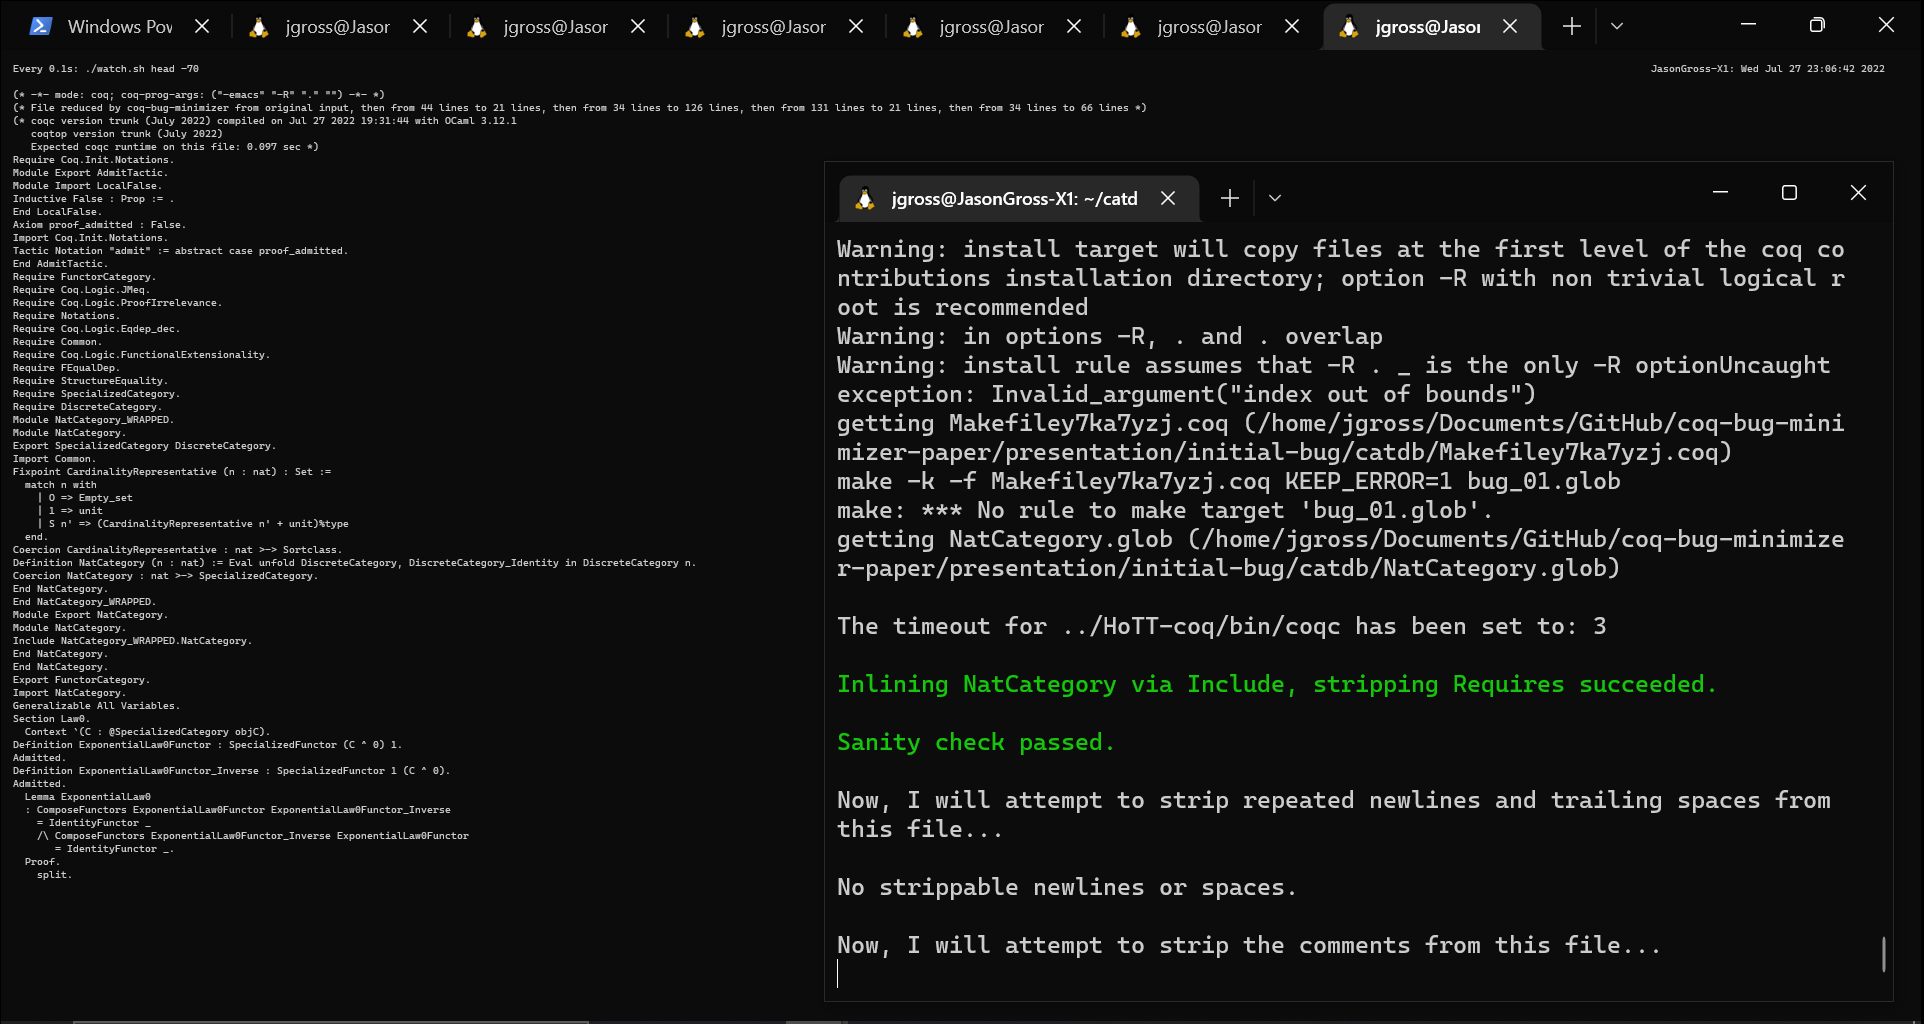 Windows Pov
jgross@Jasor
jgross@Jasor
jgross@Jasor
jgross@Jasor
jgross@Jasor
jgross@Jasor
Every 0.1s: ./watch.sh head -70
JasonGross-X1: Wed Jul 27 23:06:42 2022
(* -*- mode: coq; coq-prog-args: ("-emacs" "-R" "." "") -*- *)
(* File reduced by coq-bug-minimizer from original input, then from 44 lines to 21 lines, then from 34 lines to 126 lines, then from 131 lines to 21 lines, then from 34 lines to 66 lines *)
(* coqc version trunk (July 2022) compiled on Jul 27 2022 19:31:44 with OCaml 3.12.1
   coqtop version trunk (July 2022)
   Expected coqc runtime on this file: 0.097 sec *)
Require Coq.Init.Notations.
Module Export AdmitTactic.
Module Import LocalFalse.
Inductive False : Prop := .
End LocalFalse.
Axiom proof_admitted : False.
Import Coq.Init.Notations.
Tactic Notation "admit" := abstract case proof_admitted.
End AdmitTactic.
Require FunctorCategory.
Require Coq.Logic.JMeq.
Require Coq.Logic.ProofIrrelevance.
Require Notations.
Require Coq.Logic.Eqdep_dec.
Require Common.
Require Coq.Logic.FunctionalExtensionality.
Require FEqualDep.
Require StructureEquality.
Require SpecializedCategory.
Require DiscreteCategory.
Module NatCategory_WRAPPED.
Module NatCategory.
Export SpecializedCategory DiscreteCategory.
Import Common.
Fixpoint CardinalityRepresentative (n : nat) : Set :=
  match n with
    | O => Empty_set
    | 1 => unit
    | S n' => (CardinalityRepresentative n' + unit)%type
  end.
Coercion CardinalityRepresentative : nat >-> Sortclass.
Definition NatCategory (n : nat) := Eval unfold DiscreteCategory, DiscreteCategory_Identity in DiscreteCategory n.
Coercion NatCategory : nat >-> SpecializedCategory.
End NatCategory.
End NatCategory_WRAPPED.
Module Export NatCategory.
Module NatCategory.
Include NatCategory_WRAPPED.NatCategory.
End NatCategory.
End NatCategory.
Export FunctorCategory.
Import NatCategory.
Generalizable All Variables.
Section Law0.
  Context `(C : @SpecializedCategory objC).
Definition ExponentialLaw0Functor : SpecializedFunctor (C ^ 0) 1.
Admitted.
Definition ExponentialLaw0Functor_Inverse : SpecializedFunctor 1 (C ^ 0).
Admitted.
  Lemma ExponentialLaw0
  : ComposeFunctors ExponentialLaw0Functor ExponentialLaw0Functor_Inverse
    = IdentityFunctor _
    /\ ComposeFunctors ExponentialLaw0Functor_Inverse ExponentialLaw0Functor
       = IdentityFunctor _.
  Proof.
    split.
jgross@JasonGross-X1: ~/catd
Warning: install target will copy files at the first level of the coq co
ntributions installation directory; option -R with non trivial logical r
oot is recommended
Warning: in options -R, . and . overlap
Warning: install rule assumes that -R . _ is the only -R optionUncaught
exception: Invalid_argument("index out of bounds")
getting Makefiley7ka7yzj.coq (/home/jgross/Documents/GitHub/coq-bug-mini
mizer-paper/presentation/initial-bug/catdb/Makefiley7ka7yzj.coq)
make -k -f Makefiley7ka7yzj.coq KEEP_ERROR=1 bug_01.glob
make: *** No rule to make target 'bug_01.glob'.
getting NatCategory.glob (/home/jgross/Documents/GitHub/coq-bug-minimize
r-paper/presentation/initial-bug/catdb/NatCategory.glob)
The timeout for ../HoTT-coq/bin/coqc has been set to: 3
Inlining NatCategory via Include, stripping Requires succeeded.
Sanity check passed.
Now, I will attempt to strip repeated newlines and trailing spaces from
this file...
No strippable newlines or spaces.
Now, I will attempt to strip the comments from this file...